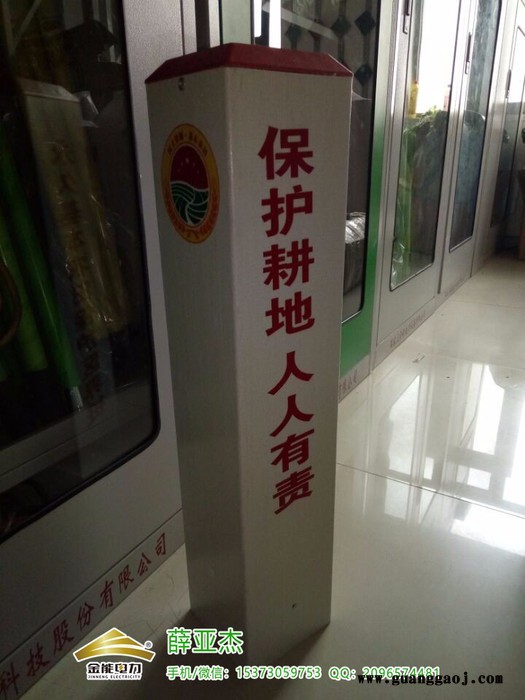 保护耕地 人人有责
科技股份有限公司
金能电力
JINNENG ELECTRICITY
薛亚杰
手机/微信：15373059753 QQ：2096574481
www.guanggaoj.com